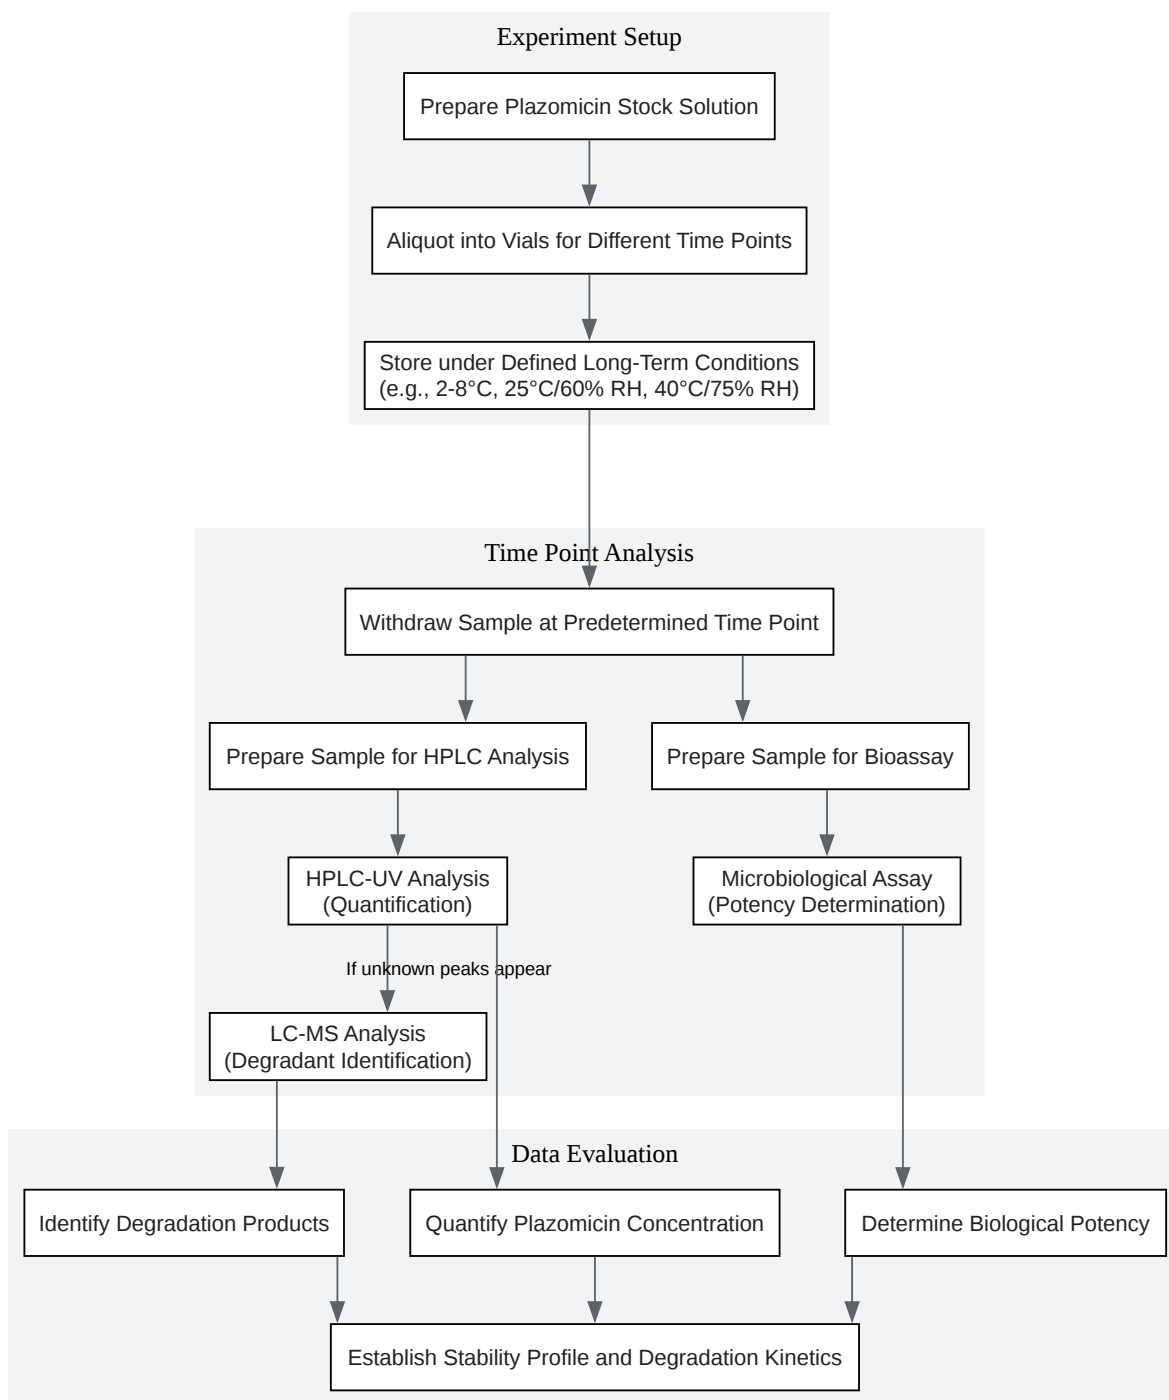 Experiment Setup
Prepare Plazomicin Stock Solution
Aliquot into Vials for Different Time Points
Store under Defined Long-Term Conditions
(e.g., 2-8°C, 25°C/60% RH, 40°C/75% RH)
Time Point Analysis
Withdraw Sample at Predetermined Time Point
Prepare Sample for HPLC Analysis
Prepare Sample for Bioassay
HPLC-UV Analysis
(Quantification)
Microbiological Assay
(Potency Determination)
If unknown peaks appear
LC-MS Analysis
(Degradant Identification)
Data Evaluation
Identify Degradation Products
Quantify Plazomicin Concentration
Determine Biological Potency
Establish Stability Profile and Degradation Kinetics